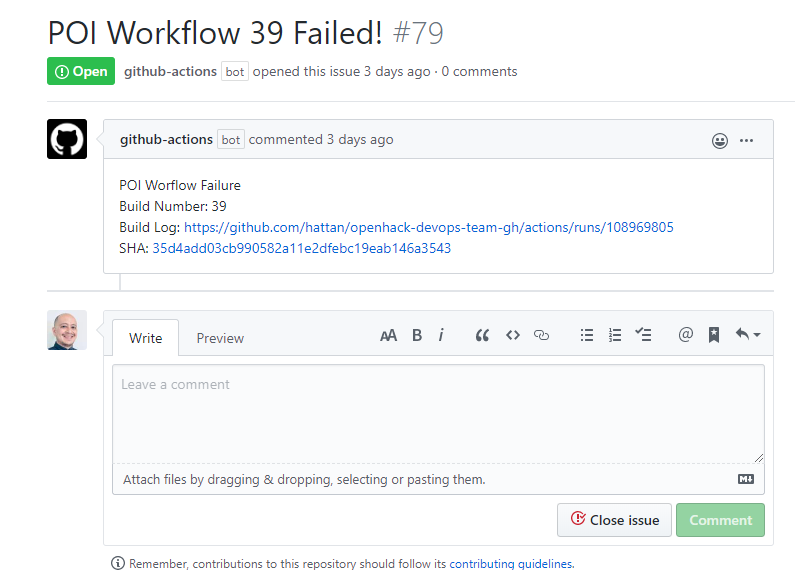 POI Workflow 39 Failed! #79
Open github-actions bot opened this issue 3 days ago · 0 comments
github-actions bot commented 3 days ago
POI Worflow Failure
Build Number: 39
Build Log: https://github.com/hattan/openhack-devops-team-gh/actions/runs/108969805
SHA: 35d4add03cb990582a11e2dfebc19eab146a3543
Write Preview AA B i @
Leave a comment
Attach files by dragging & dropping, selecting or pasting them. M
Close issue Comment
Remember, contributions to this repository should follow its contributing guidelines.